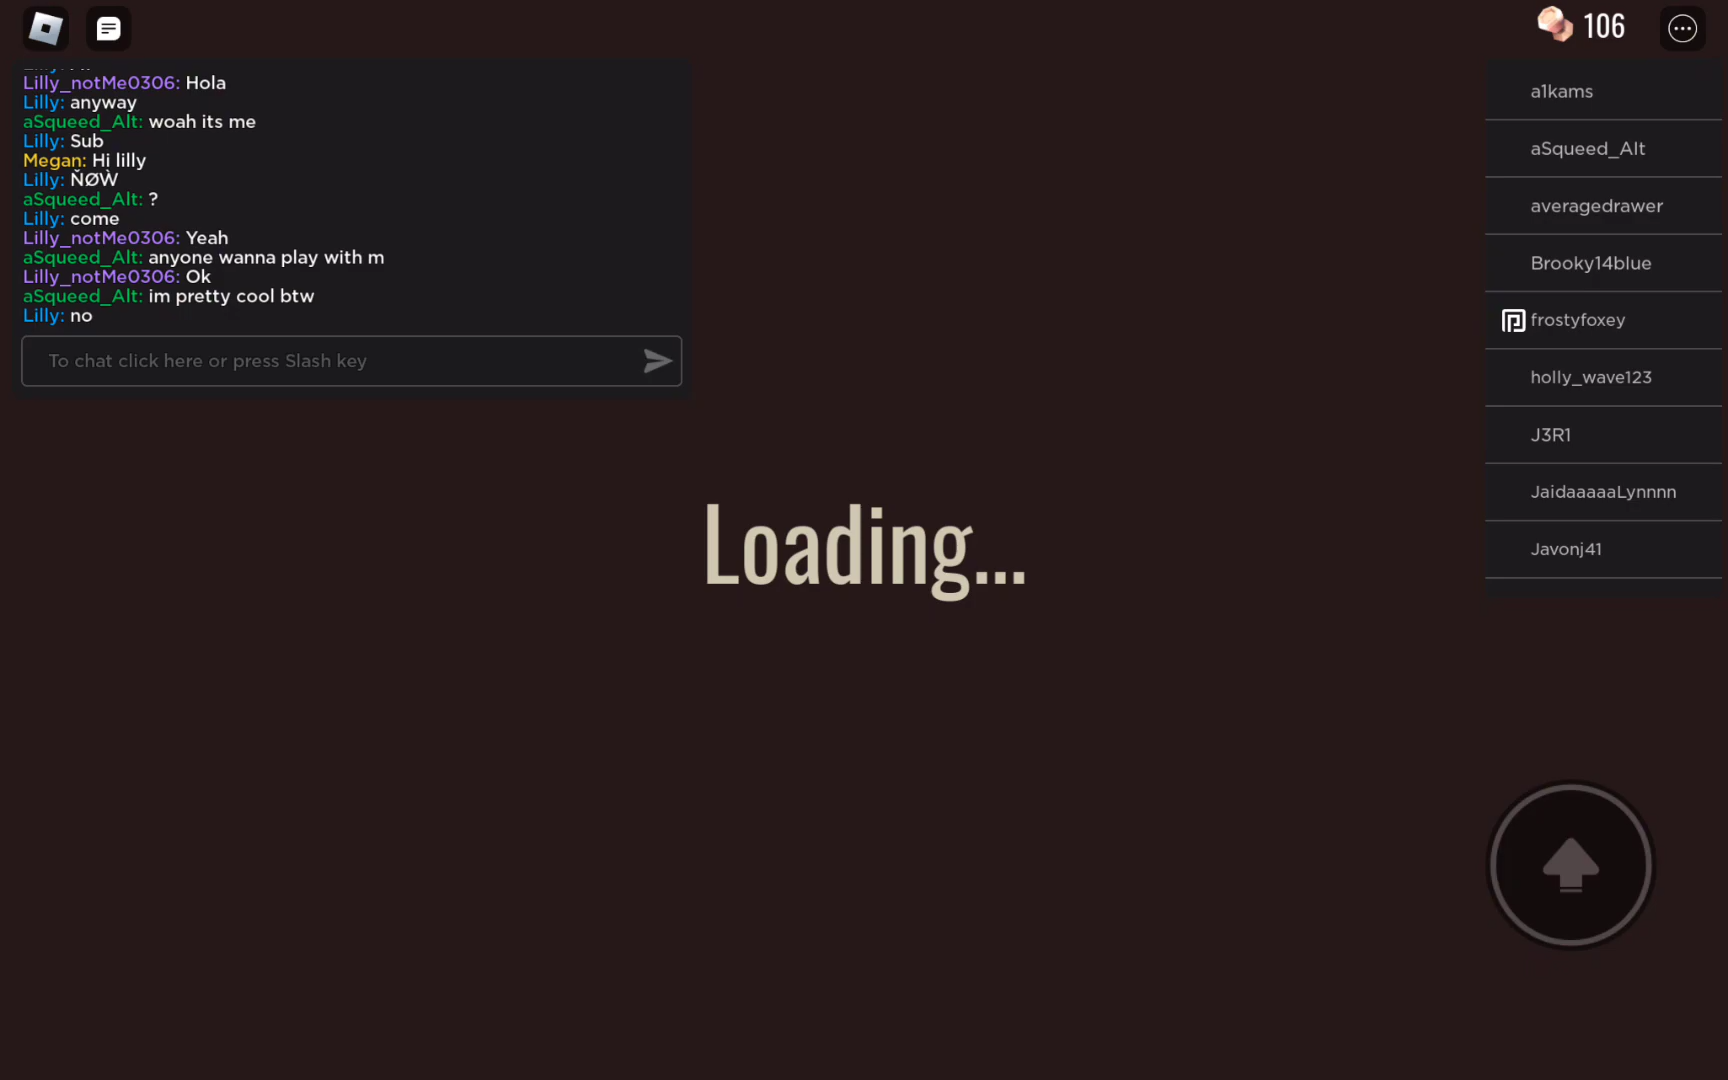 106
Lilly_notMe0306: Hola
Lilly: anyway
aSqueed_Alt: woah its me
Lilly: Sub
Megan: Hi lilly
Lilly: ŇØẀ
aSqueed_Alt: ?
Lilly: come
Lilly_notMe0306: Yeah
aSqueed_Alt: anyone wanna play with m
Lilly_notMe0306: Ok
aSqueed_Alt: im pretty cool btw
Lilly: no
To chat click here or press Slash key
a1kams
aSqueed_Alt
averagedrawer
Brooky14blue
frostyfoxey
holly_wave123
J3R1
JaidaaaaaLynnnn
Javonj41
Loading...